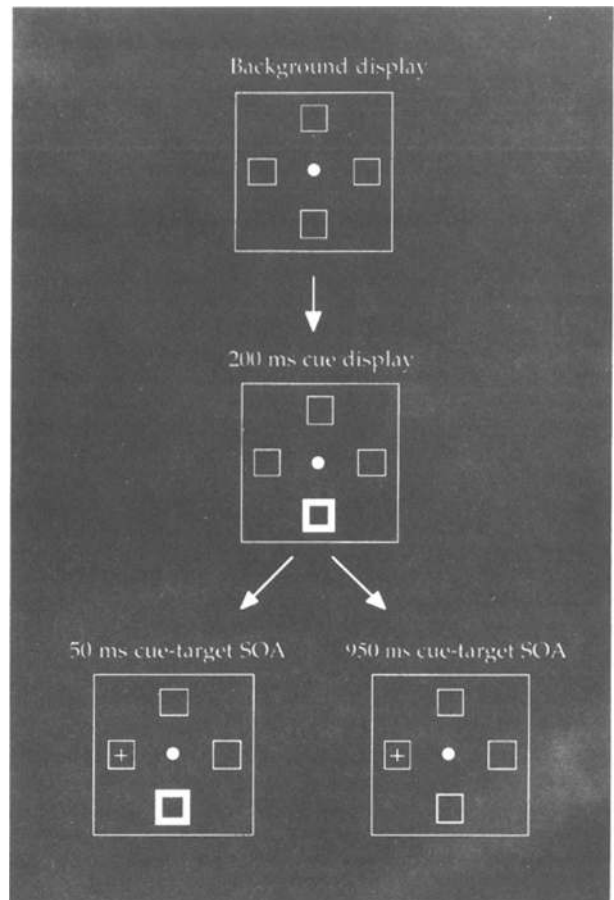 Background display
200 ms cue display
50 ms cue-target SOA
950 ms cue-target SOA